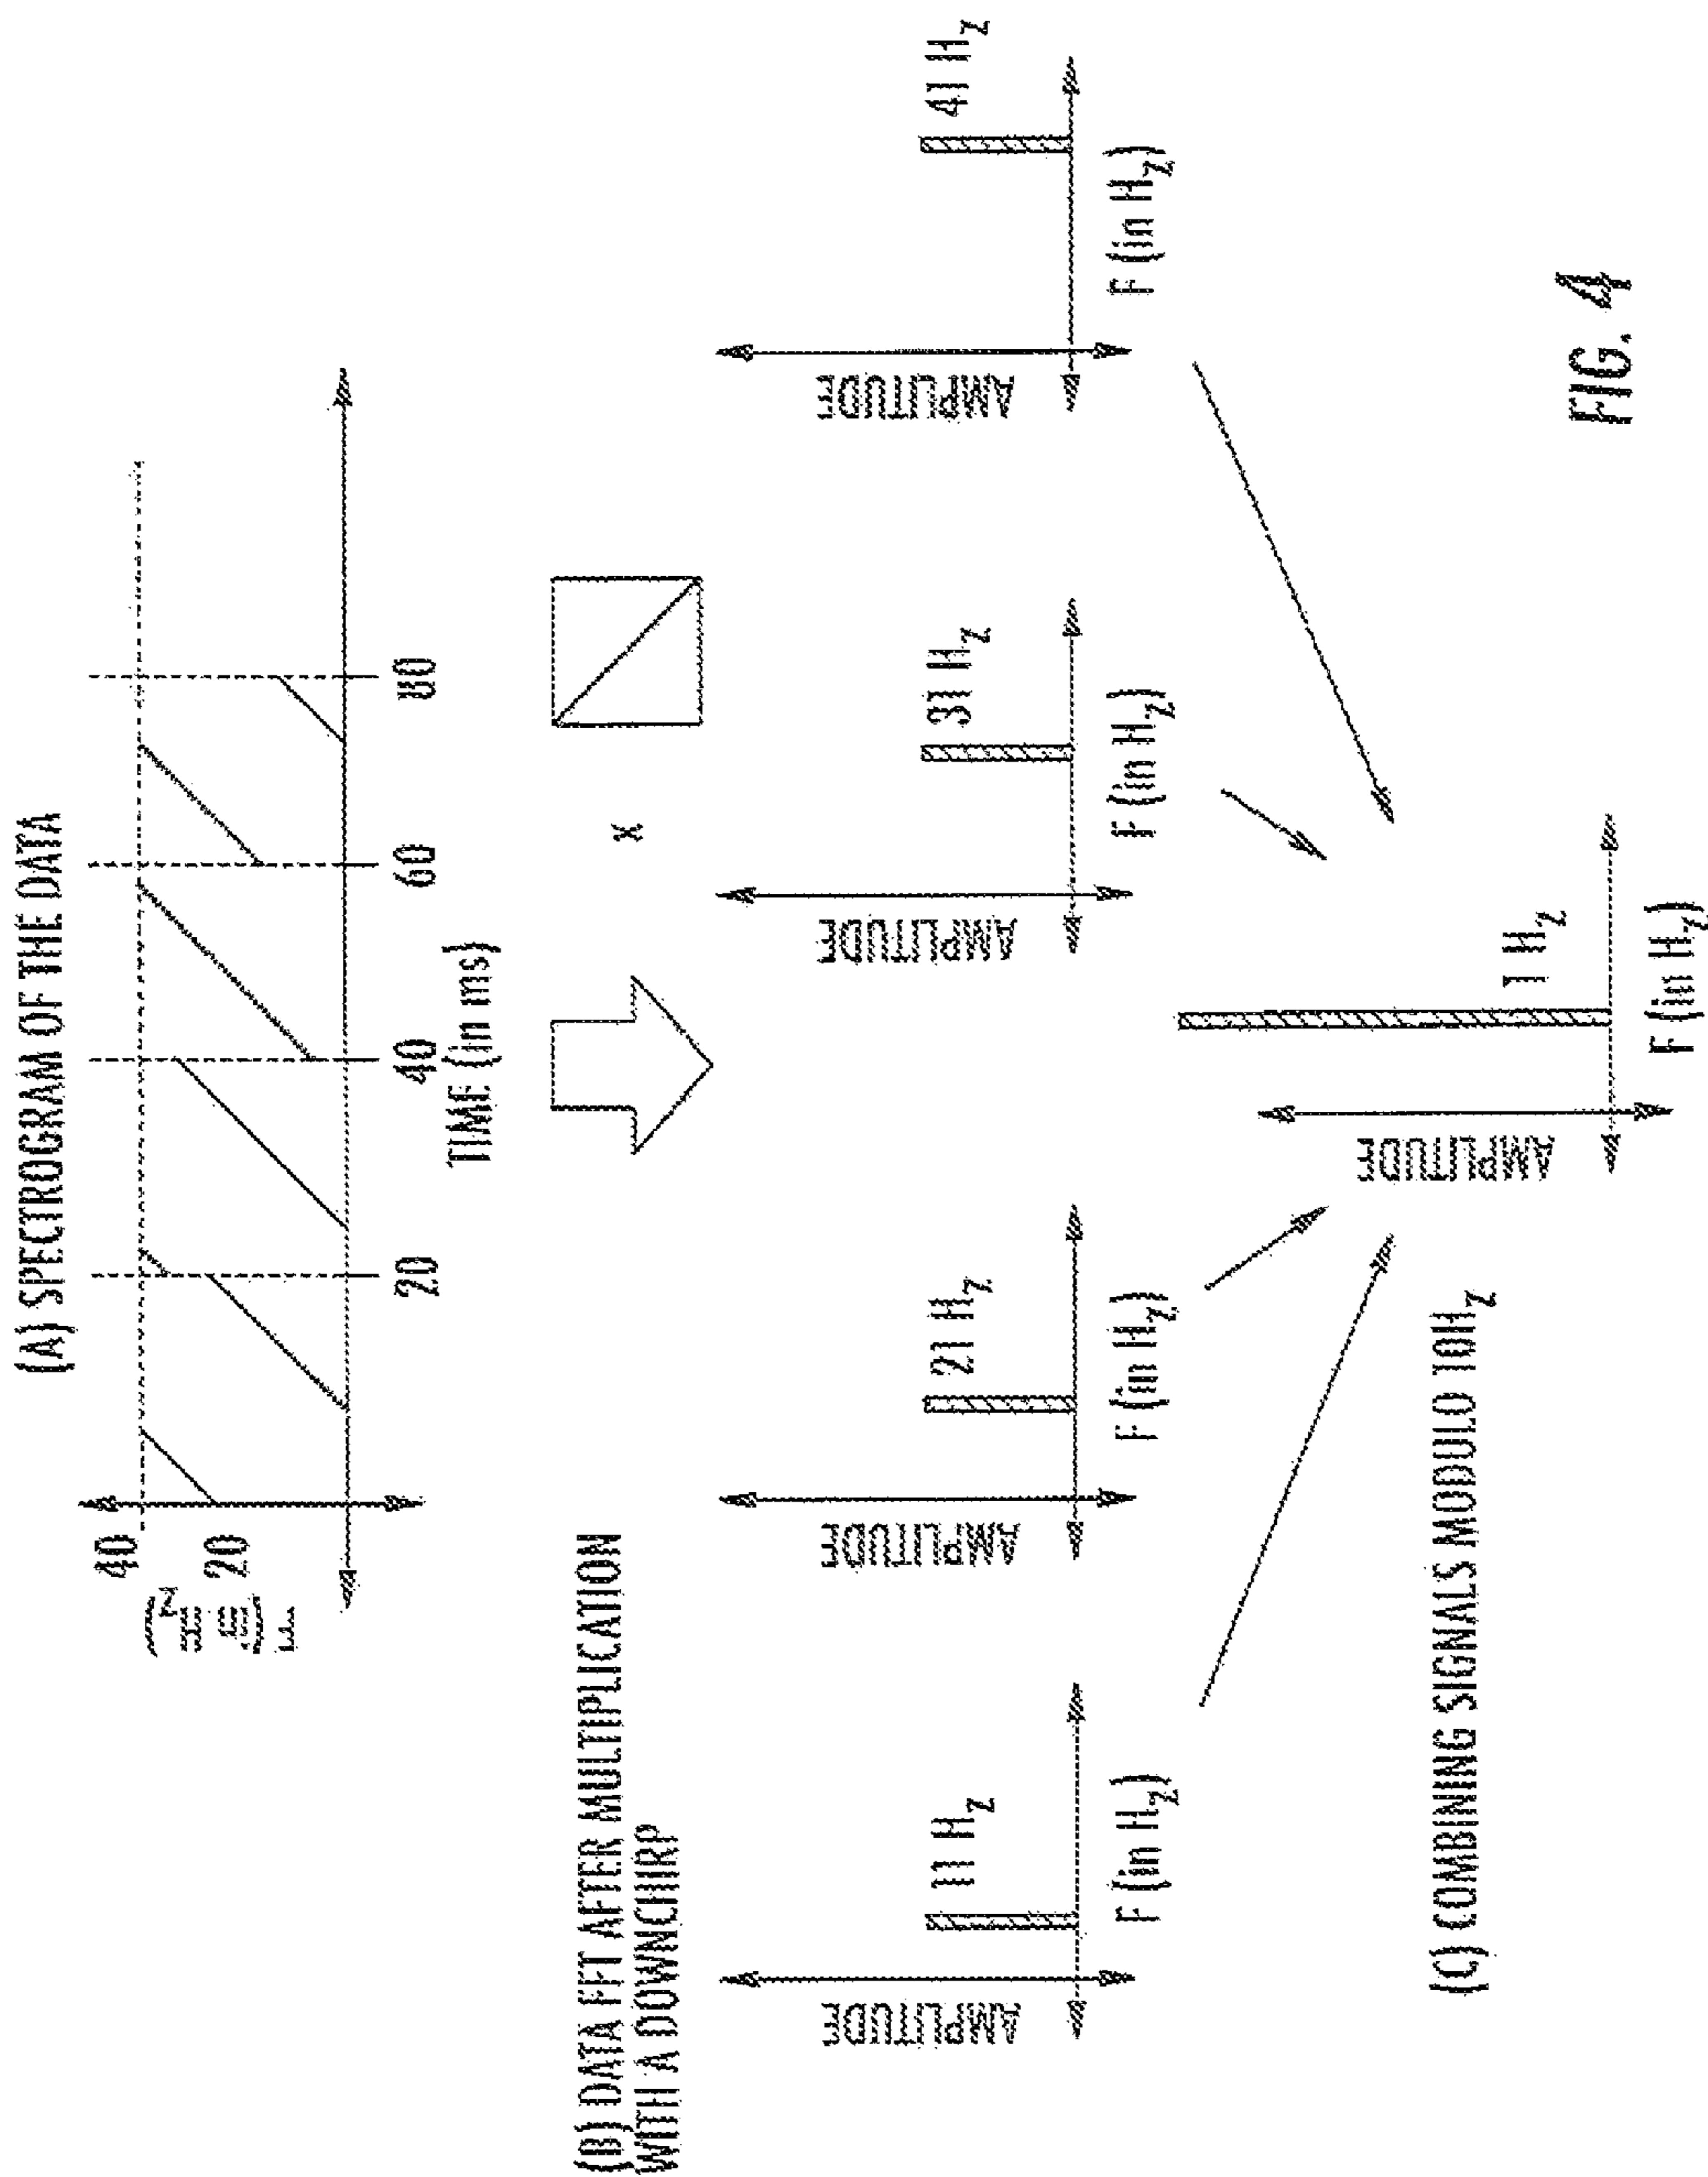 (A) SPECTROGRAM OF THE DATA
F (in Hz)
40
20
20
40
60
80
TIME (in ms)
(B) DATA FFT AFTER MULTIPLICATION
WITH A DOWNCHIRP
x
AMPLITUDE
11 Hz
F (in Hz)
AMPLITUDE
21 Hz
F (in Hz)
AMPLITUDE
31 Hz
F (in Hz)
AMPLITUDE
41 Hz
F (in Hz)
(C) COMBINING SIGNALS MODULO 10Hz
AMPLITUDE
1 Hz
F (in Hz)
FIG. 4